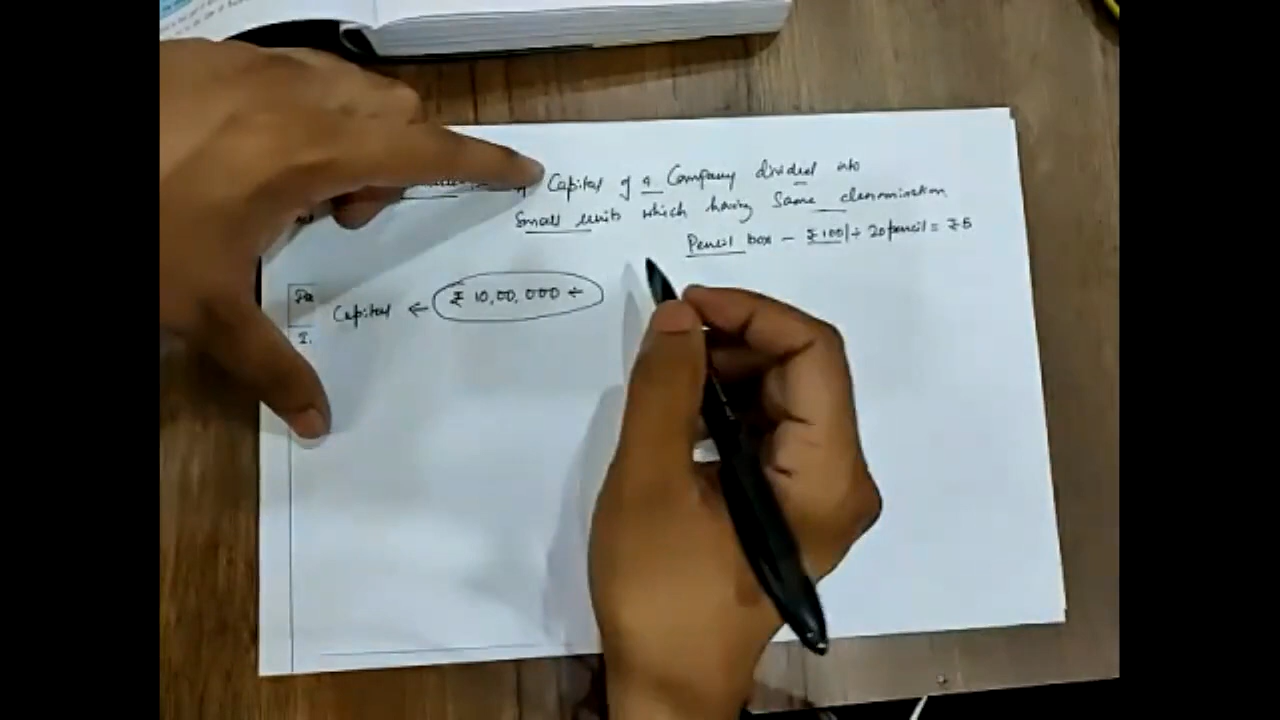 Capital of a Company divided into
Small units which having Same denomination
Pencil box - ₹ 100/ ÷ 20 pencil = ₹ 5
Capital ← ₹ 10,00,000 ÷
2.